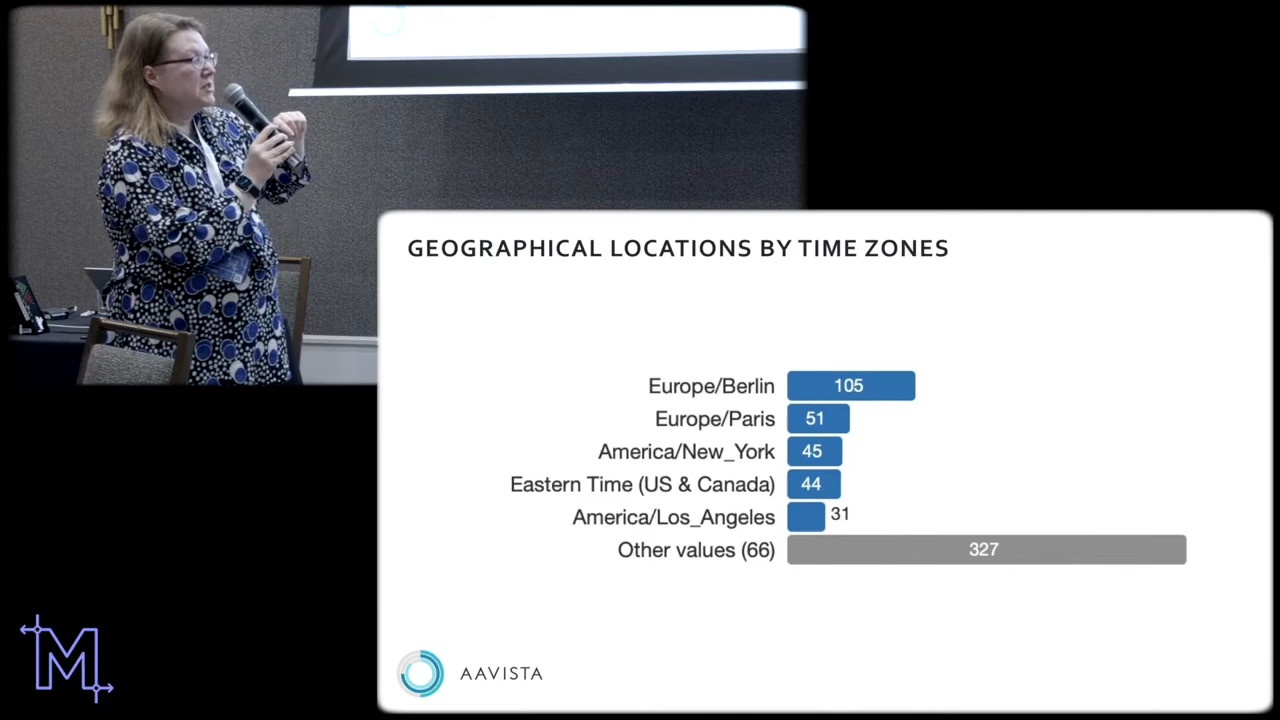 GEOGRAPHICAL LOCATIONS BY TIME ZONES
Europe/Berlin 105
Europe/Paris 51
America/New_York 45
Eastern Time (US & Canada) 44
America/Los_Angeles 31
Other values (66) 327
M
AAVISTA